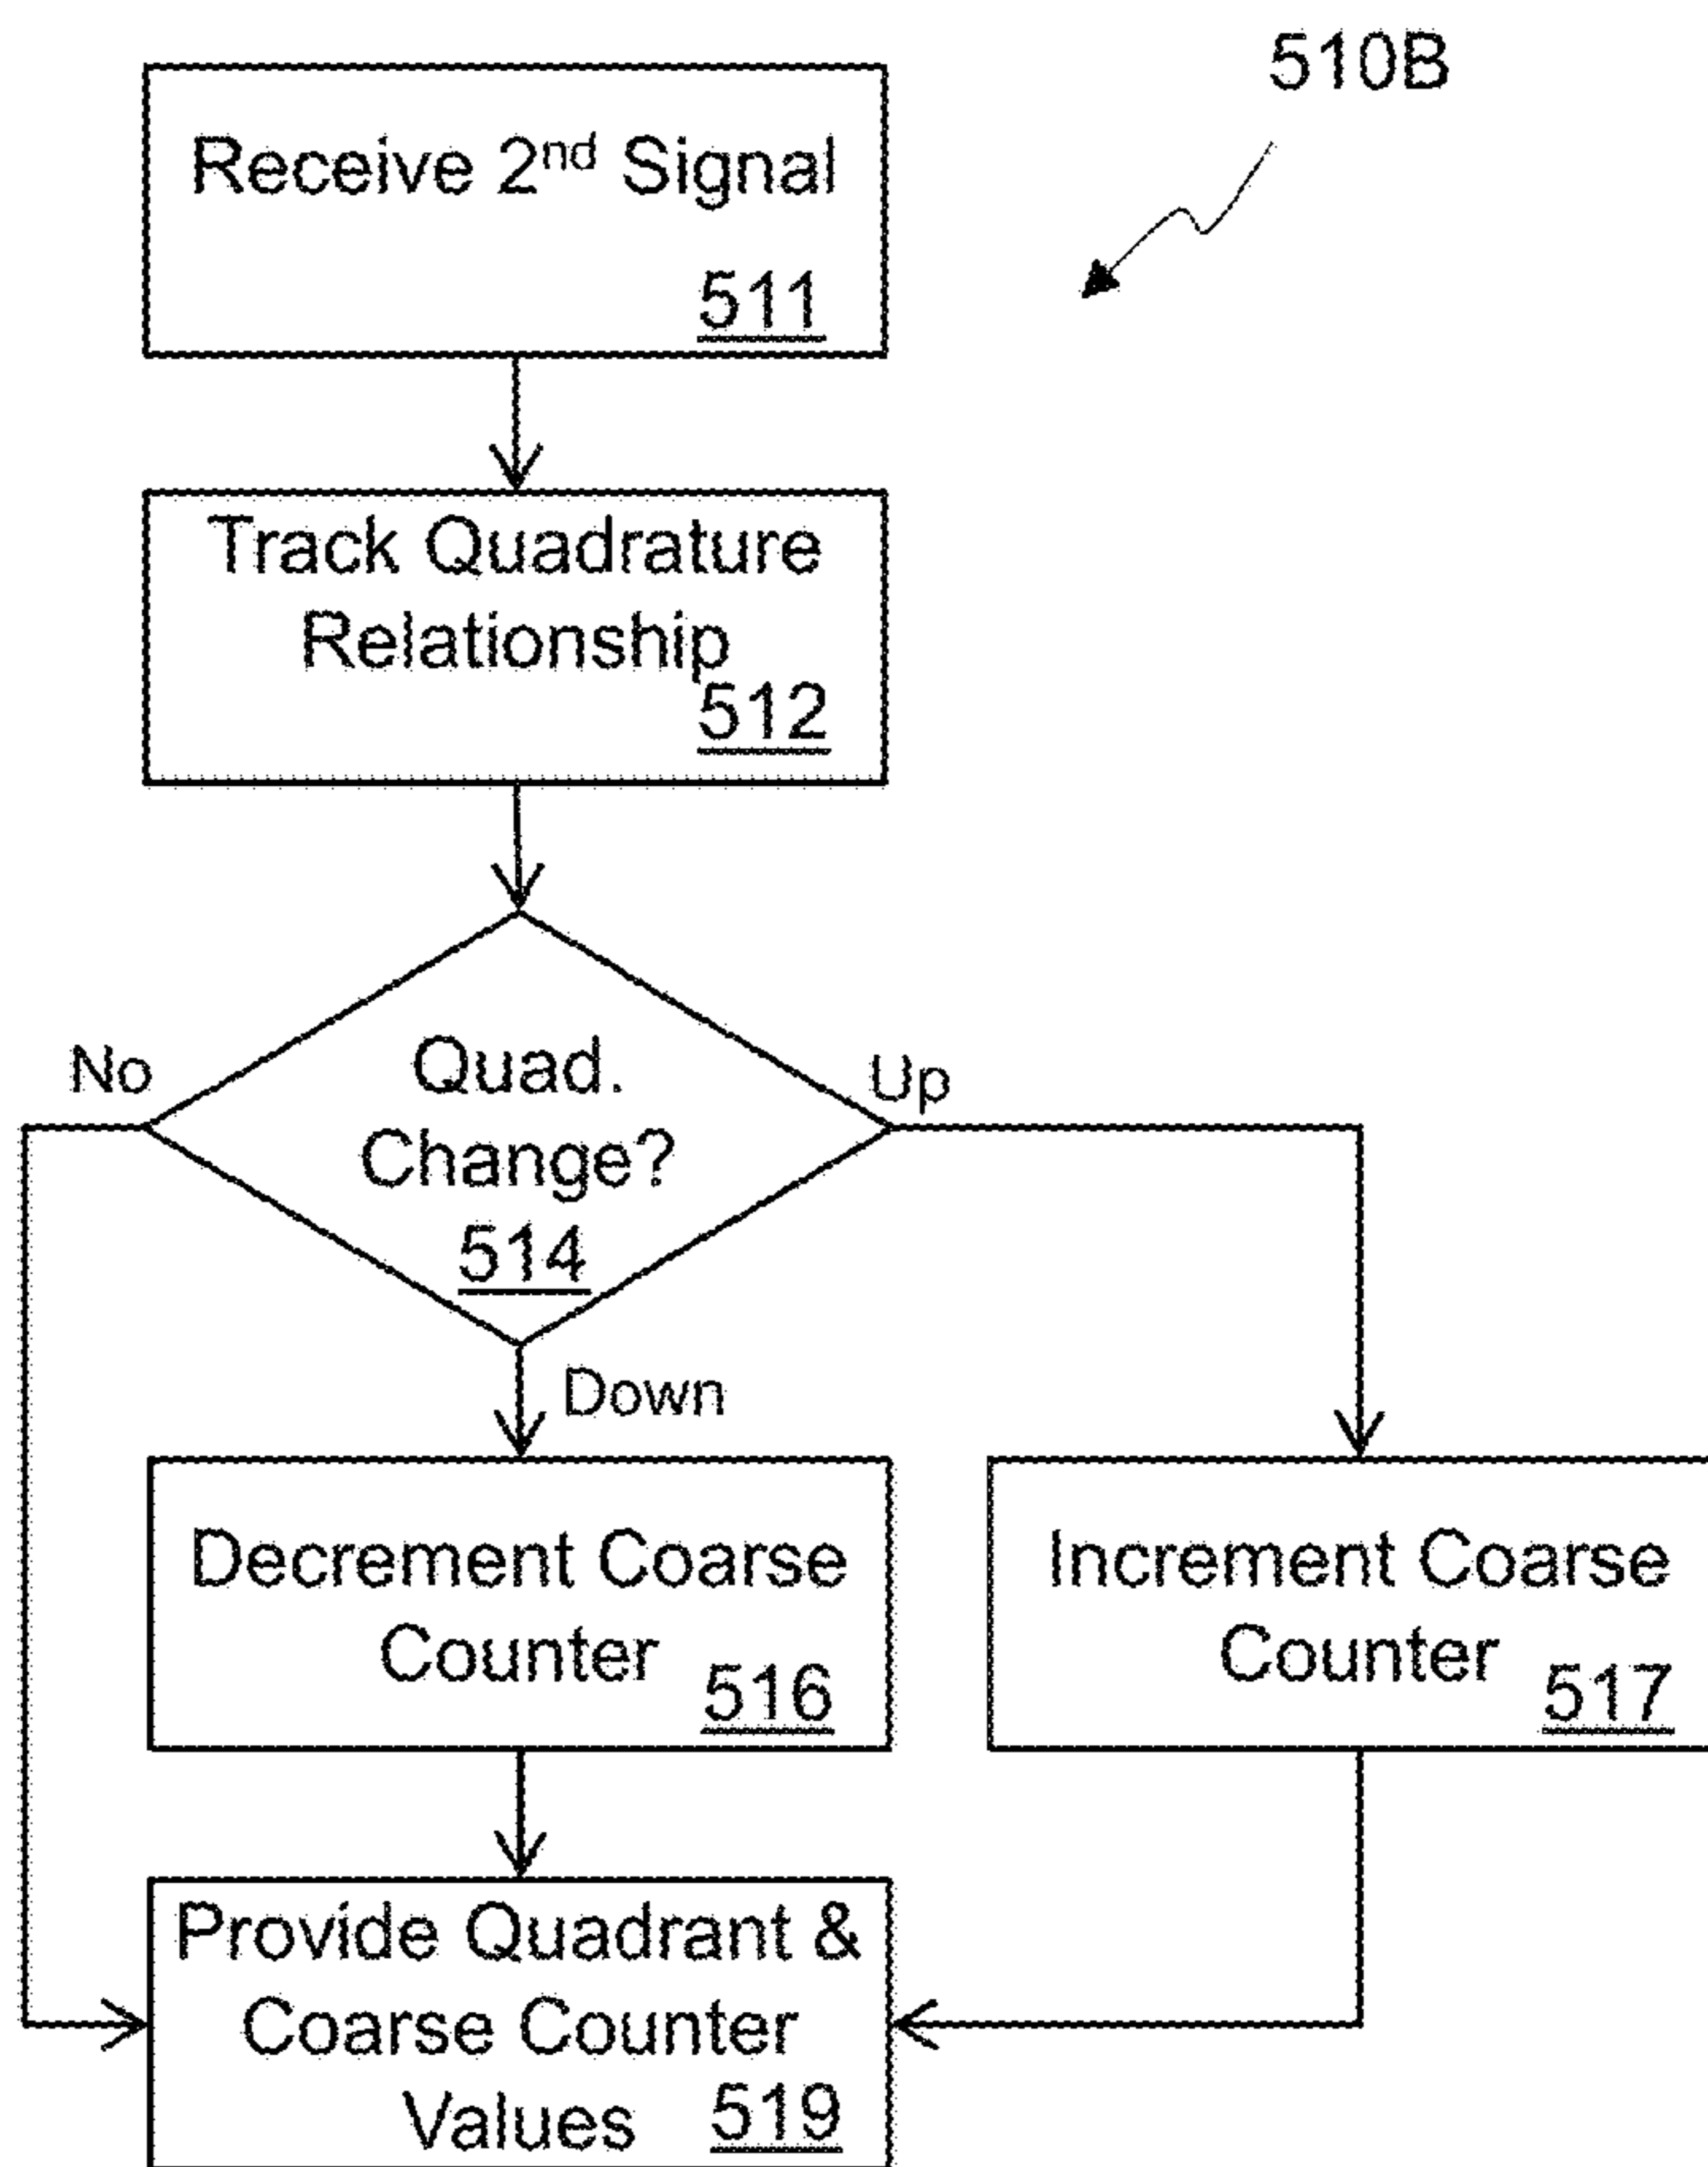 510B
Receive 2nd Signal
511
Track Quadrature
Relationship
512
No
Quad.
Change?
514
Up
Down
Decrement Coarse
Counter
516
Increment Coarse
Counter
517
Provide Quadrant &
Coarse Counter
Values 519